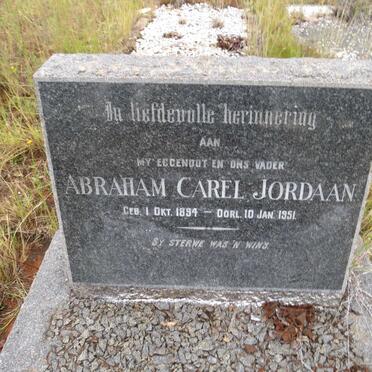 In liefdevolle herinnering
AAN
MY EGGENOOT EN ONS VADER
ABRAHAM CAREL JORDAAN
GEB. 1 OKT. 1894 — OORL. 10 JAN. 1951.
SY STERWE WAS 'N WINS